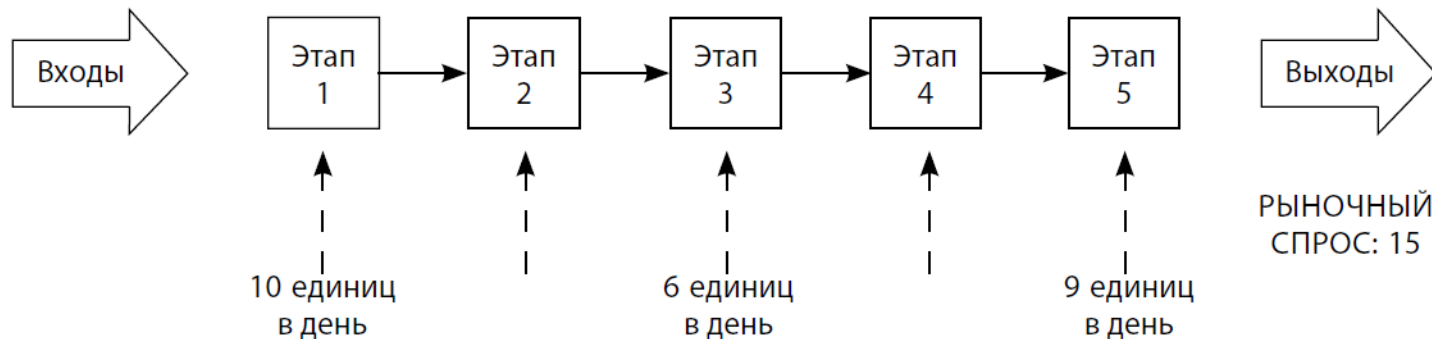 Входы
Этап
1
Этап
2
Этап
3
Этап
4
Этап
5
Выходы
РЫНОЧНЫЙ
СПРОС: 15
10 единиц
в день
6 единиц
в день
9 единиц
в день